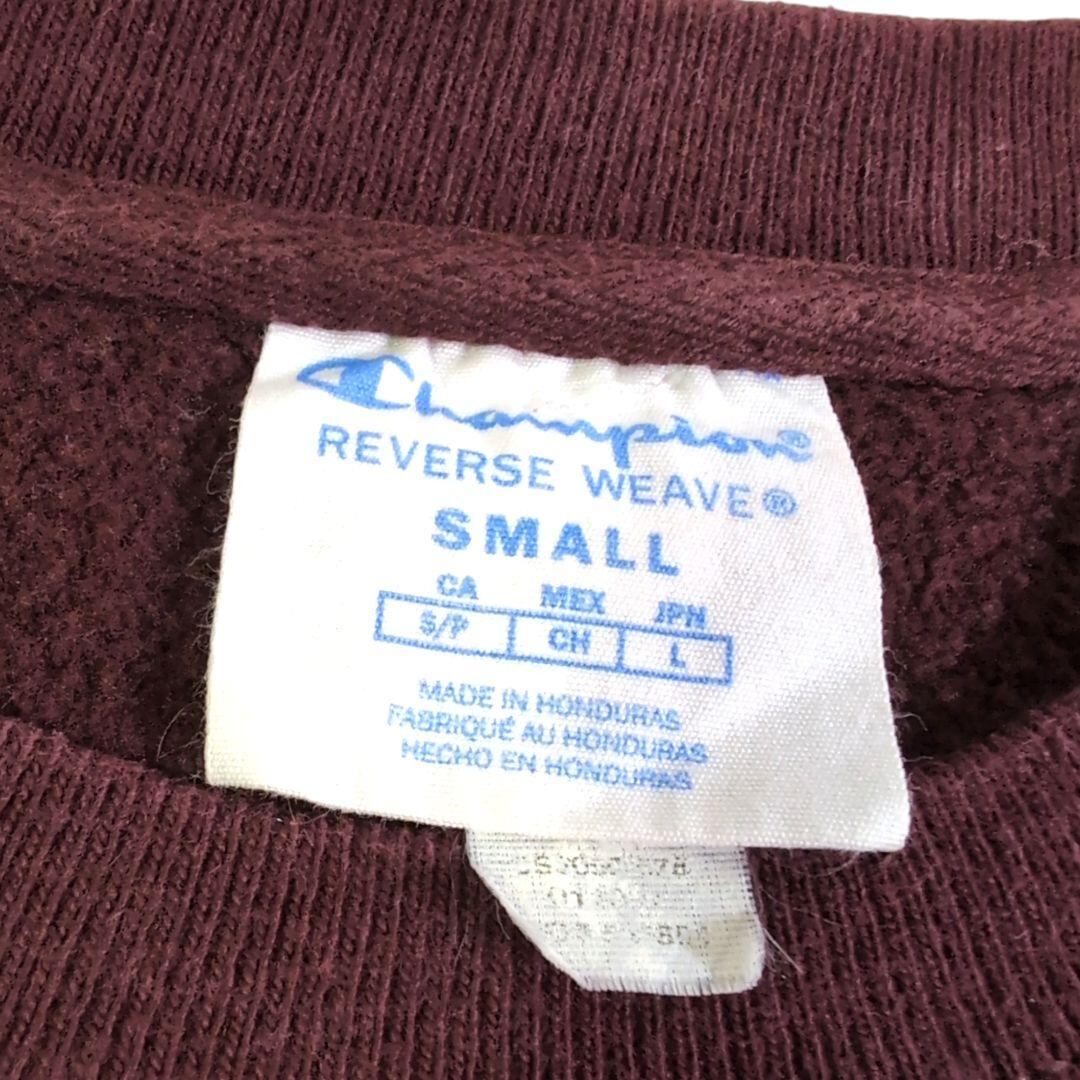 Champion®
REVERSE WEAVE®
SMALL
CA MEX JPN
S/P CH L
MADE IN HONDURAS
FABRIQUÉ AU HONDURAS
HECHO EN HONDURAS